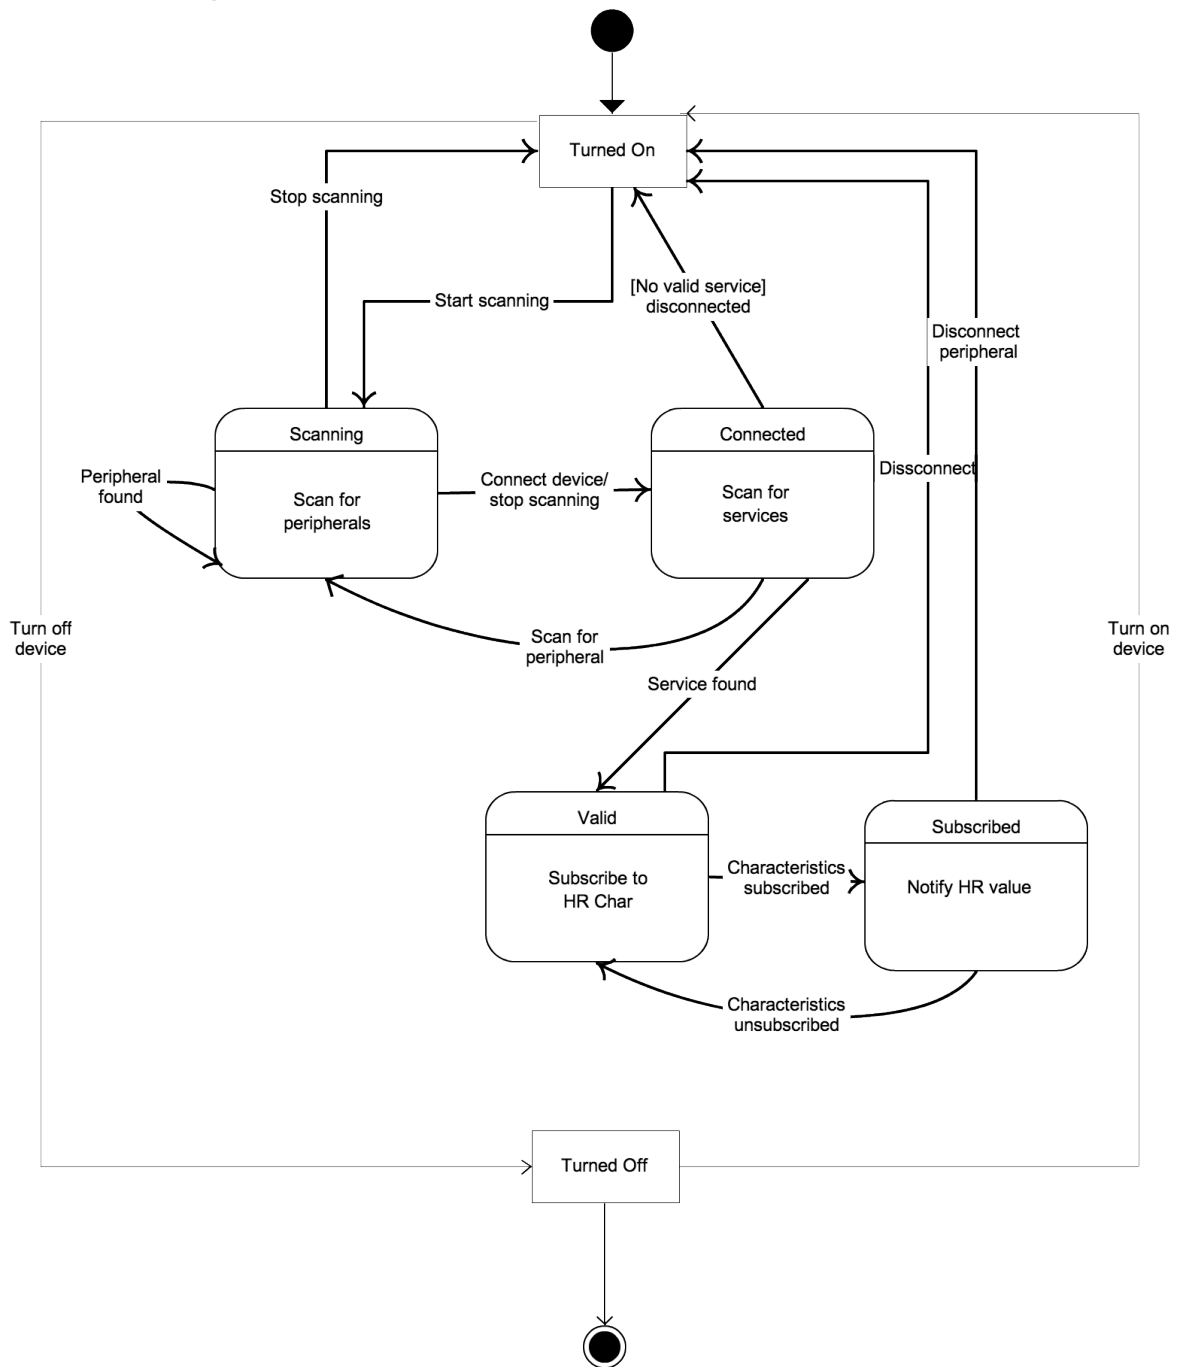 Turned On
Stop scanning
Start scanning
[No valid service]
disconnected
Disconnect
peripheral
Scanning
Connected
Dissconnect
Peripheral
found
Scan for
peripherals
Connect device/
stop scanning
Scan for
services
Turn off
device
Scan for
peripheral
Turn on
device
Service found
Valid
Subscribed
Subscribe to
HR Char
Characteristics
subscribed
Notify HR value
Characteristics
unsubscribed
Turned Off